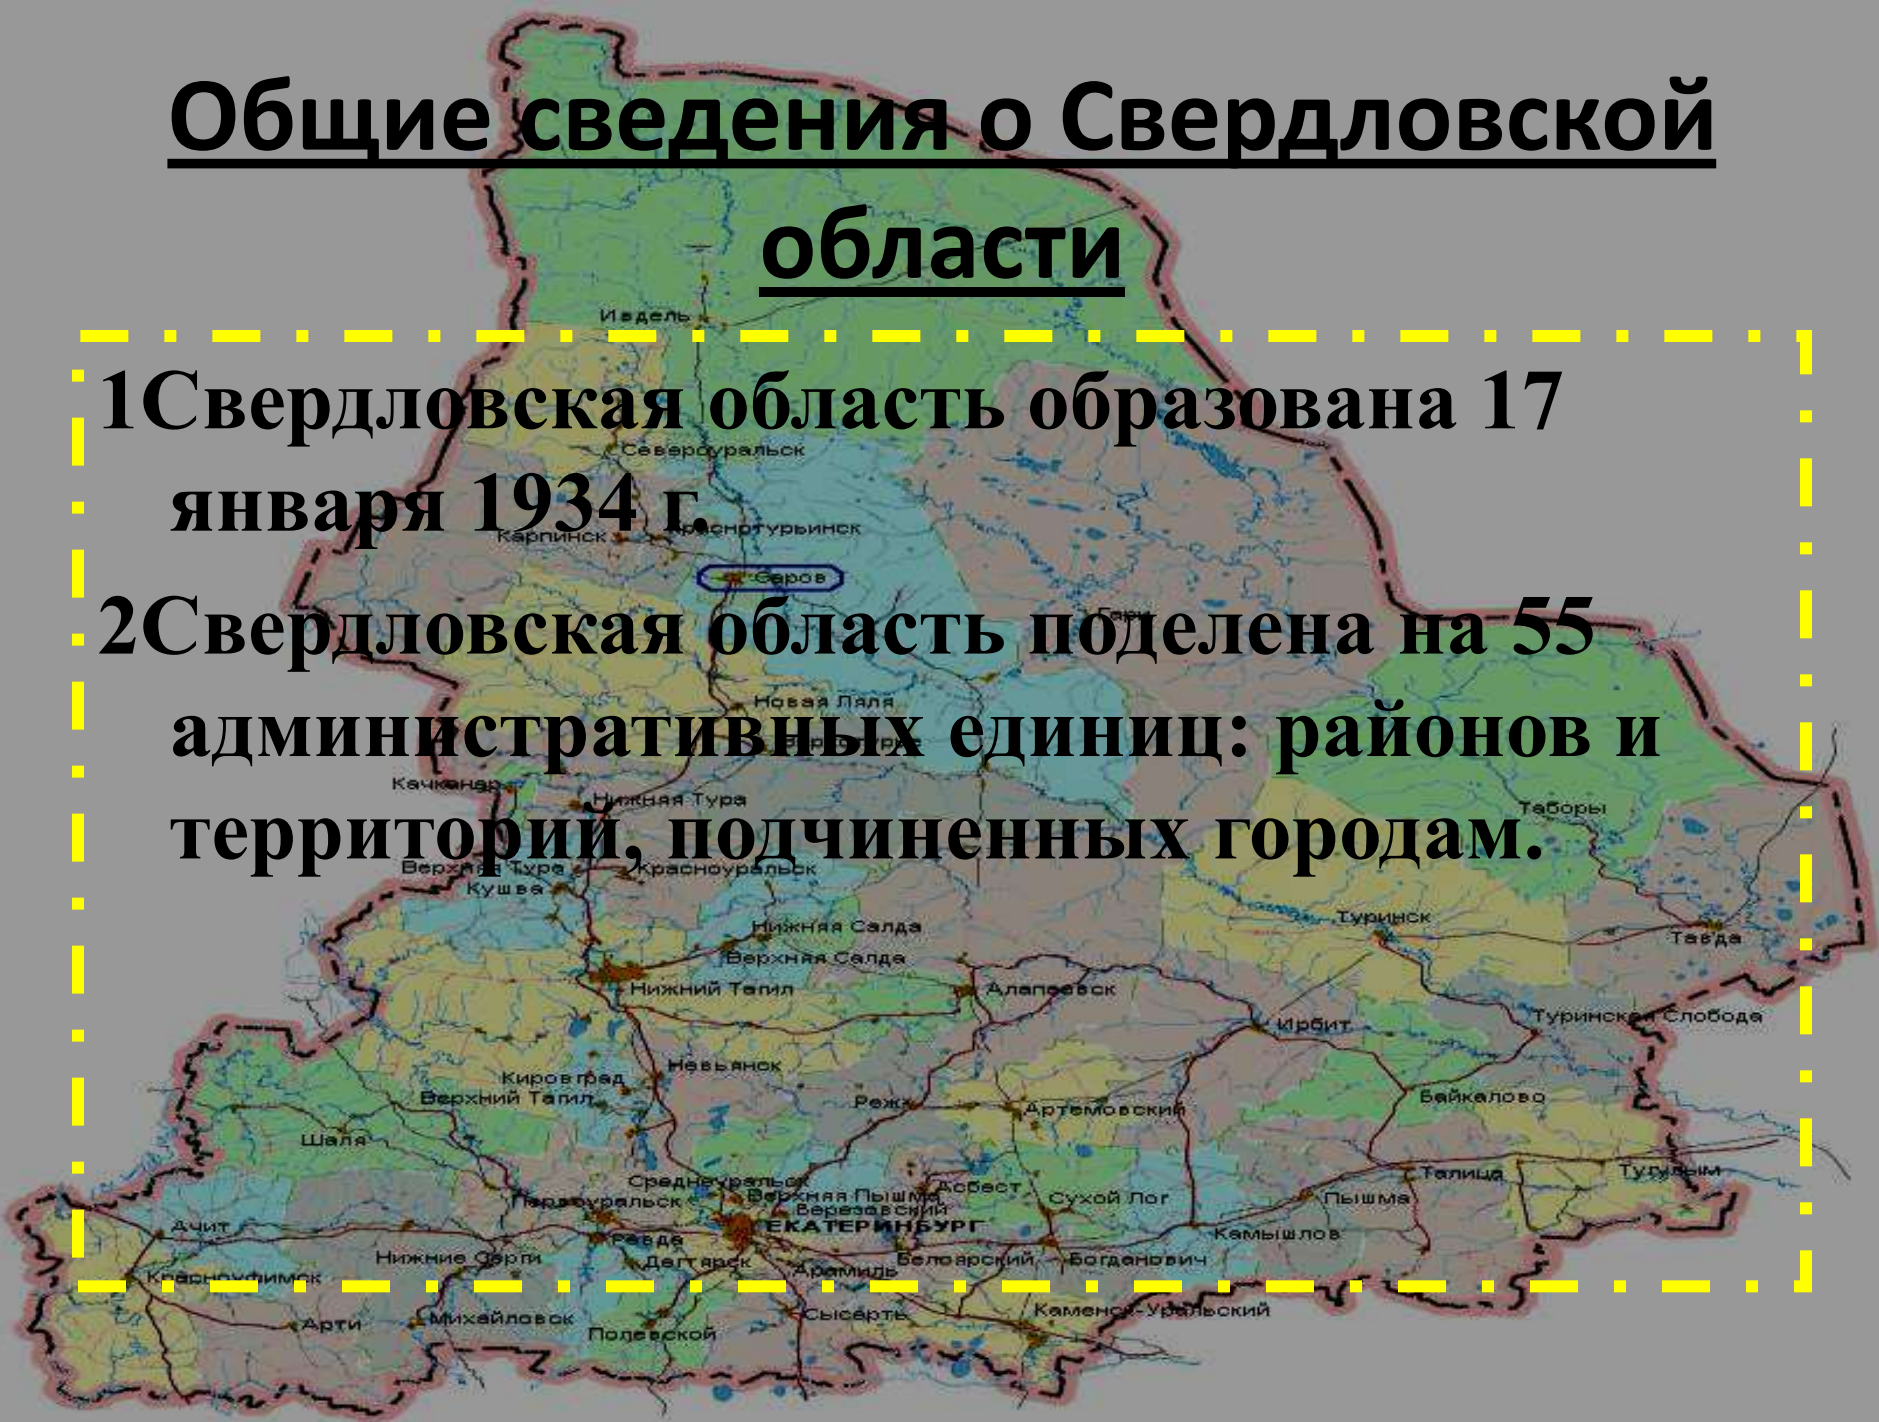 Общие сведения о Свердловской
области
Ивдель
1Свердловская область образована 17
Североуральск
января 1934 г.
Краснотурьинск
Карпинск
Серов
Гари
2Свердловская область поделена на 55
Новая Ляля
административных единиц: районов и
Качканар
Нижняя Тура
Таборы
территорий, подчиненных городам.
Верхняя Тура
Красноуральск
Кушва
Туринск
Нижняя Салда
Тавда
Верхняя Салда
Нижний Тагил
Алапаевск
Туринская Слобода
Ирбит
Невьянск
Кировград
Верхний Тагил
Реж
Артемовский
Байкалово
Шаля
Талица
Тугулым
Среднеуральск
Верхняя Пышма
Асбест
Сухой Лог
Пышма
Первоуральск
Березовский
Ачит
ЕКАТЕРИНБУРГ
Камышлов
Ревда
Нижние Серги
Дегтярск
Арамиль
Белоярский
Богданович
Красноуфимск
Михайловск
Арти
Сысерть
Каменск-Уральский
Полевской